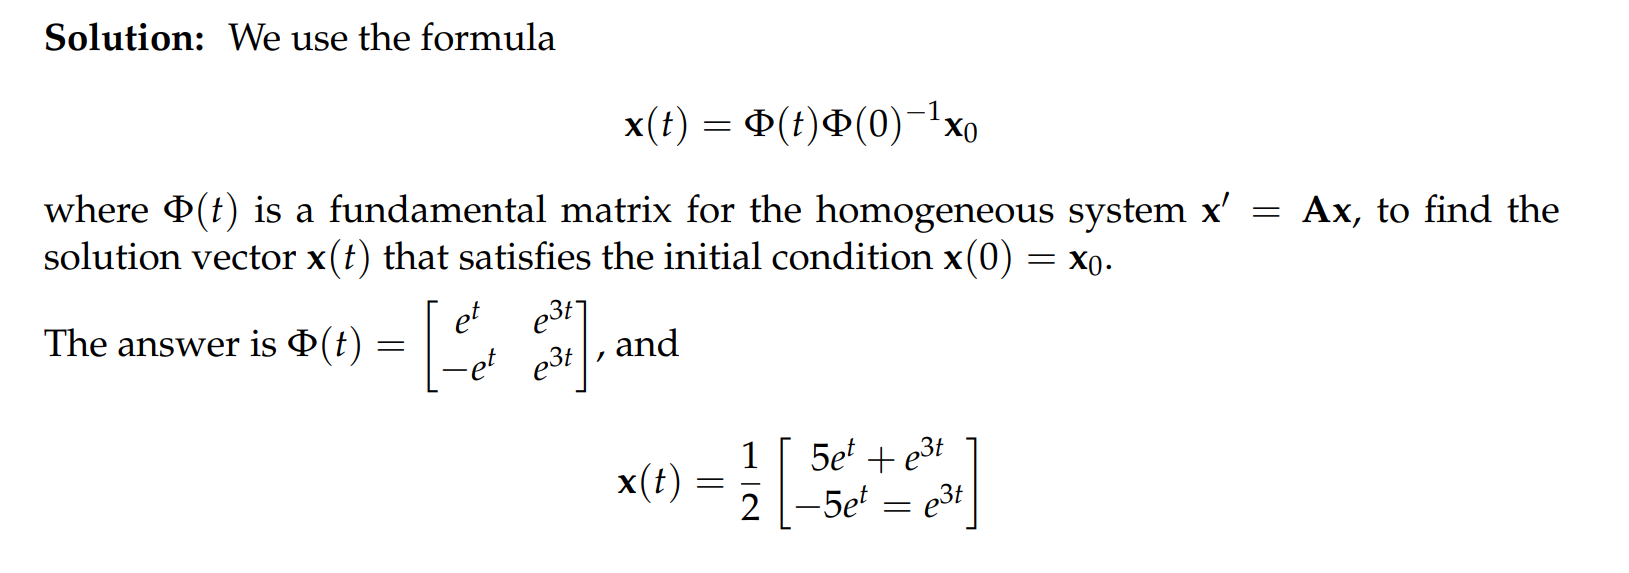 Solution: We use the formula
x(t) = Φ(t)Φ(0)⁻¹x₀
where Φ(t) is a fundamental matrix for the homogeneous system x′ = Ax, to find the
solution vector x(t) that satisfies the initial condition x(0) = x₀.
The answer is Φ(t) = [eᵗ e³ᵗ; −eᵗ e³ᵗ], and
x(t) = 1/2 [5eᵗ + e³ᵗ; −5eᵗ = e³ᵗ]